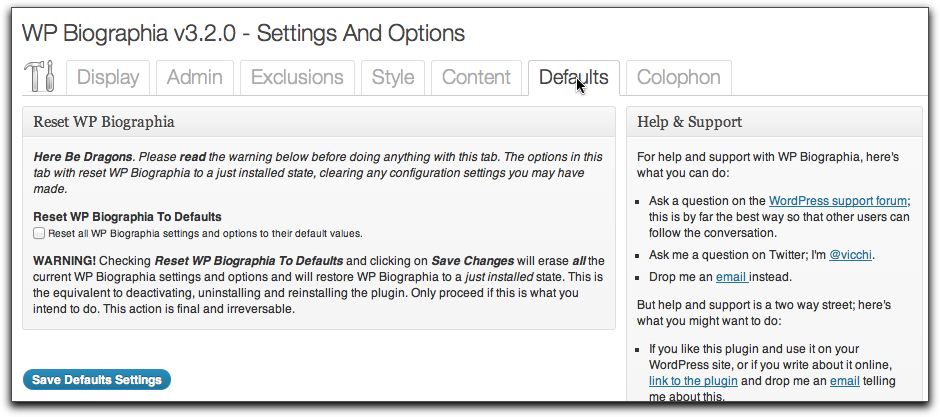 WP Biographia v3.2.0 - Settings And Options
Display Admin Exclusions Style Content Defaults Colophon
Reset WP Biographia
Here Be Dragons. Please read the warning below before doing anything with this tab. The options in this
tab with reset WP Biographia to a just installed state, clearing any configuration settings you may have
made.
Reset WP Biographia To Defaults
Reset all WP Biographia settings and options to their default values.
WARNING! Checking Reset WP Biographia To Defaults and clicking on Save Changes will erase all the
current WP Biographia settings and options and will restore WP Biographia to a just installed state. This
is the equivalent to deactivating, uninstalling and reinstalling the plugin. Only proceed if this is what you
intend to do. This action is final and irreversable.
Save Defaults Settings
Help & Support
For help and support with WP Biographia, here's
what you can do:
Ask a question on the WordPress support forum;
this is by far the best way so that other users can
follow the conversation.
Ask me a question on Twitter; I'm @vicchi.
Drop me an email instead.
But help and support is a two way street; here's
what you might want to do:
If you like this plugin and use it on your
WordPress site, or if you write about it online,
link to the plugin and drop me an email telling
me about this.